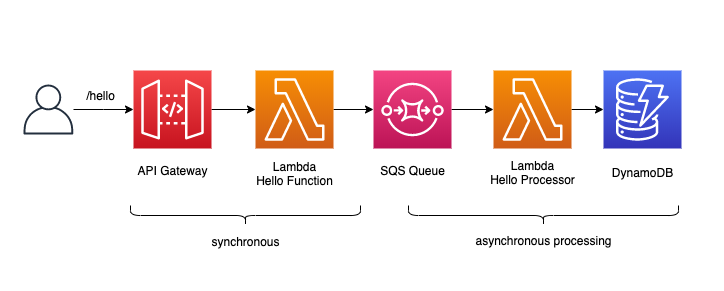 /hello
</>
API Gateway
Lambda
Hello Function
SQS Queue
Lambda
Hello Processor
DynamoDB
synchronous
asynchronous processing